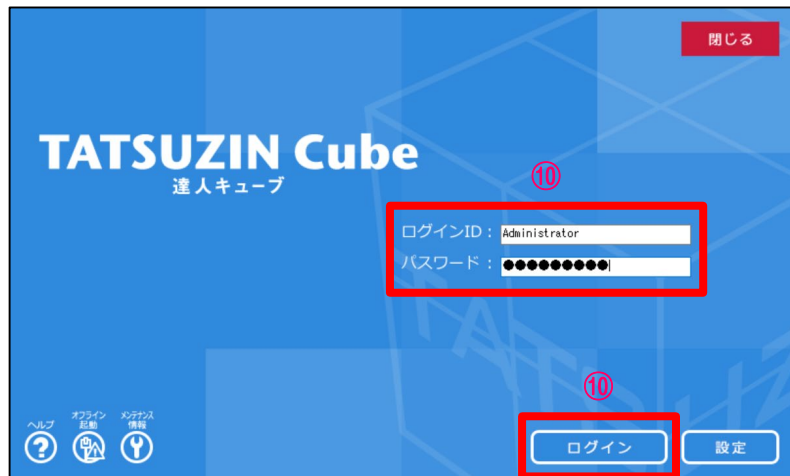 閉じる
TATSUZIN Cube
達人キューブ
⑩
ログインID : Administrator
パスワード : ●●●●●●●●●
TATSUZ
⑩
ヘルプ
オフライン
起動
メンテナンス
情報
ログイン
設定